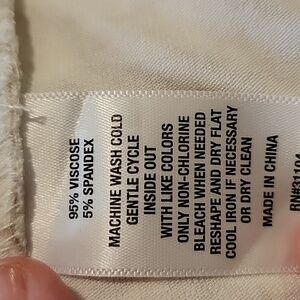 95% VISCOSE
5% SPANDEX
MACHINE WASH COLD
GENTLE CYCLE
INSIDE OUT
WITH LIKE COLORS
ONLY NON-CHLORINE
BLEACH WHEN NEEDED
RESHAPE AND DRY FLAT
COOL IRON IF NECESSARY
OR DRY CLEAN
MADE IN CHINA